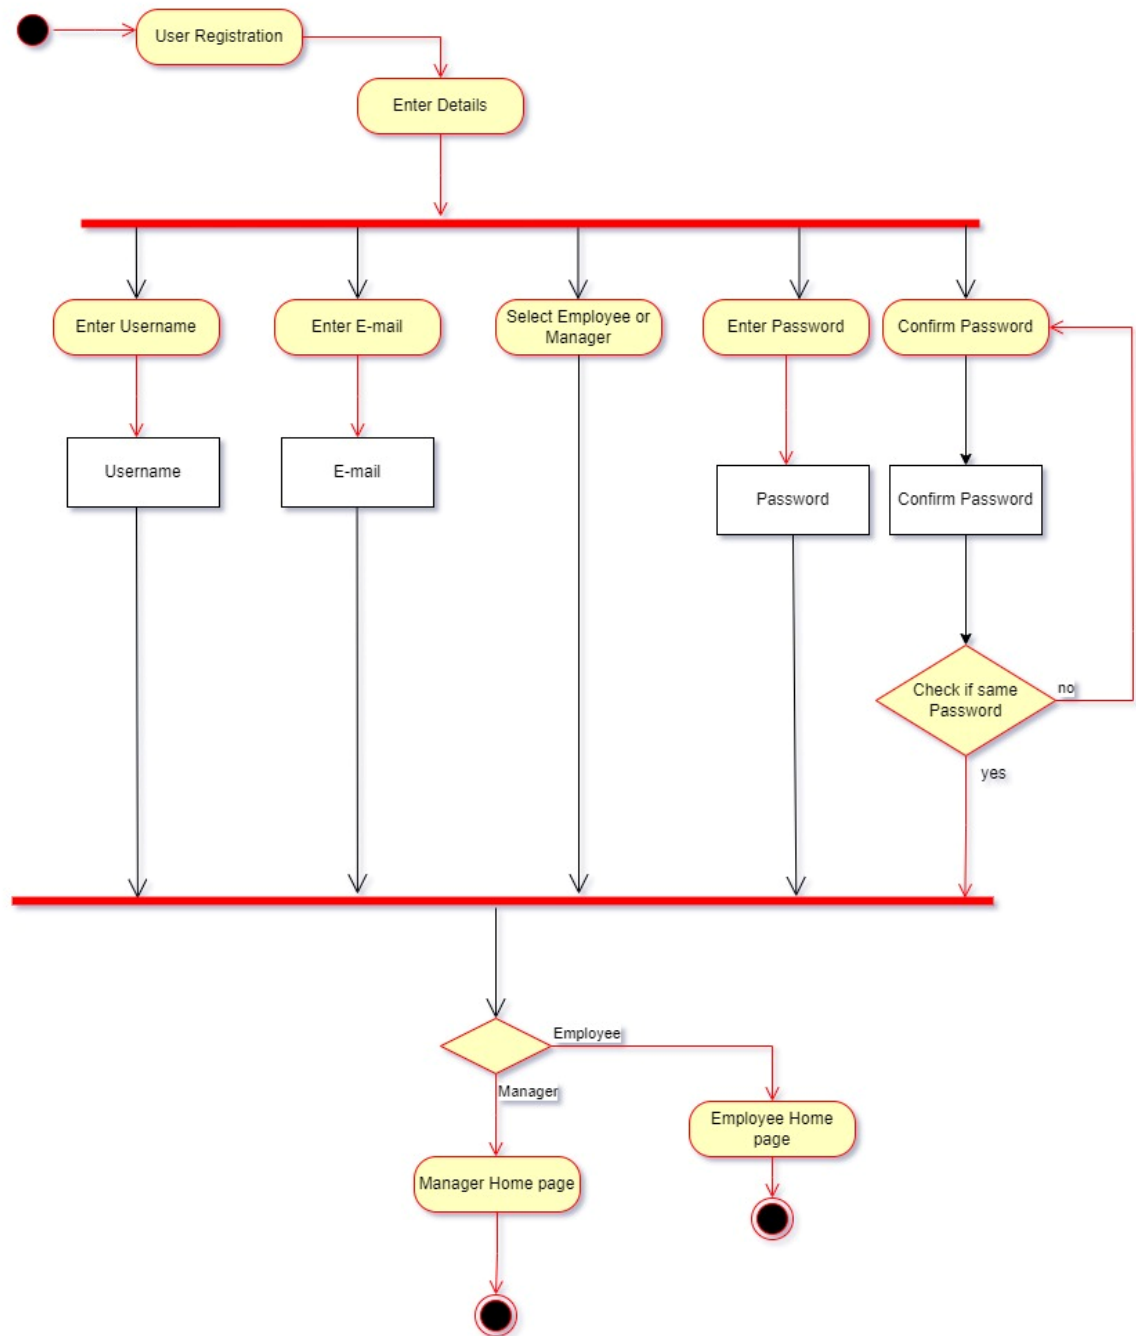 User Registration
Enter Details
Enter Username
Enter E-mail
Select Employee or
Manager
Enter Password
Confirm Password
Username
E-mail
Password
Confirm Password
Check if same
Password
no
yes
Employee
Manager
Employee Home
page
Manager Home page